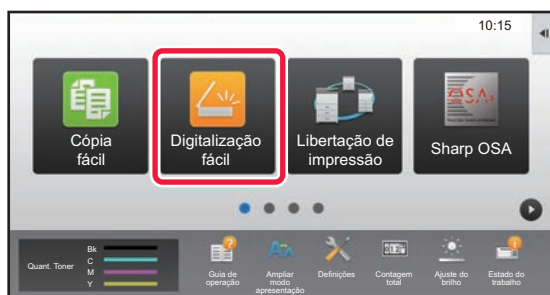 10:15
Cópia
fácil
Digitalização
fácil
Libertação de
impressão
OSA
Sharp OSA
Quant. Toner
Bk
C
M
Y
Guia de
operação
Ampliar
modo
apresentação
Definições
Contagem
total
Ajuste do
brilho
Estado do
trabalho